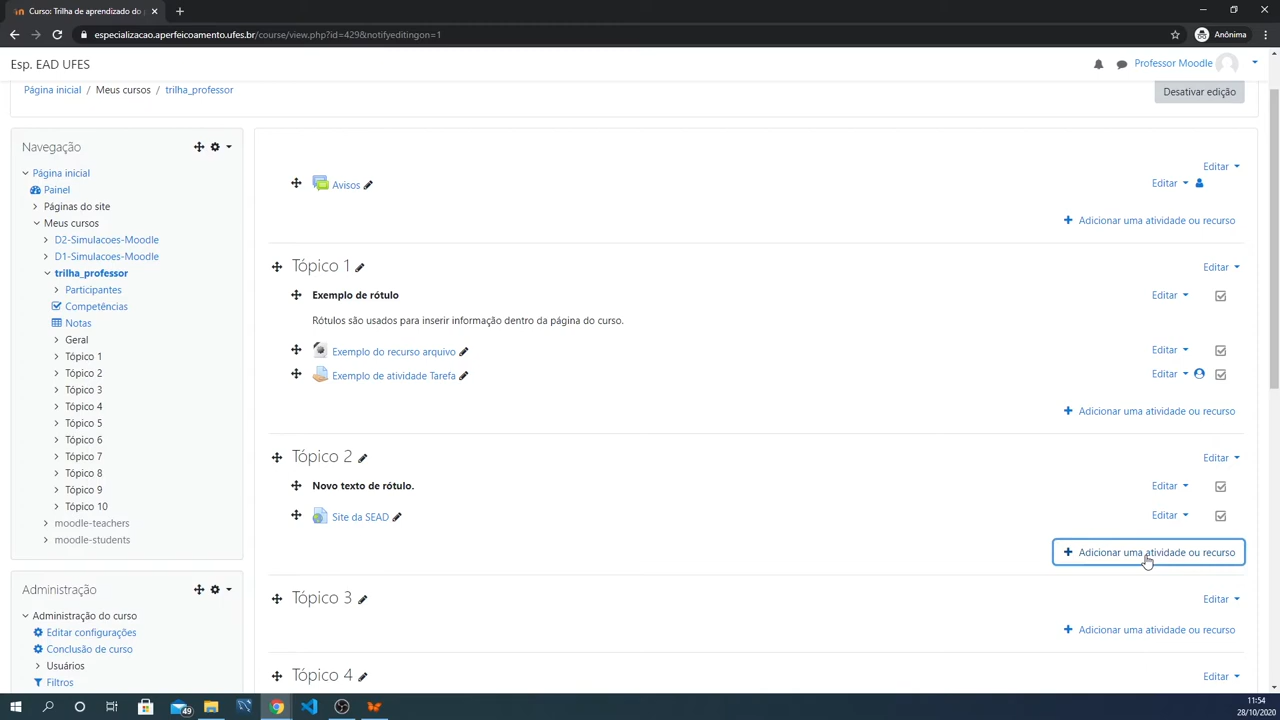 Curso: Trilha de aprendizado do
especializacao.aperfeicoamento.ufes.br/course/view.php?id=429&notifyeditingon=1
Anônima
Esp. EAD UFES
Professor Moodle
Página inicial / Meus cursos / trilha_professor
Desativar edição
Navegação
Página inicial
Painel
Páginas do site
Meus cursos
D2-Simulacoes-Moodle
D1-Simulacoes-Moodle
trilha_professor
Participantes
Competências
Notas
Geral
Tópico 1
Tópico 2
Tópico 3
Tópico 4
Tópico 5
Tópico 6
Tópico 7
Tópico 8
Tópico 9
Tópico 10
moodle-teachers
moodle-students
Administração
Administração do curso
Editar configurações
Conclusão de curso
Usuários
Filtros
Editar
Avisos
Editar
Adicionar uma atividade ou recurso
Tópico 1
Editar
Exemplo de rótulo
Editar
Rótulos são usados para inserir informação dentro da página do curso.
Exemplo do recurso arquivo
Editar
Exemplo de atividade Tarefa
Editar
Adicionar uma atividade ou recurso
Tópico 2
Editar
Novo texto de rótulo.
Editar
Site da SEAD
Editar
Adicionar uma atividade ou recurso
Tópico 3
Editar
Adicionar uma atividade ou recurso
Tópico 4
Editar
49
11:54
28/10/2020